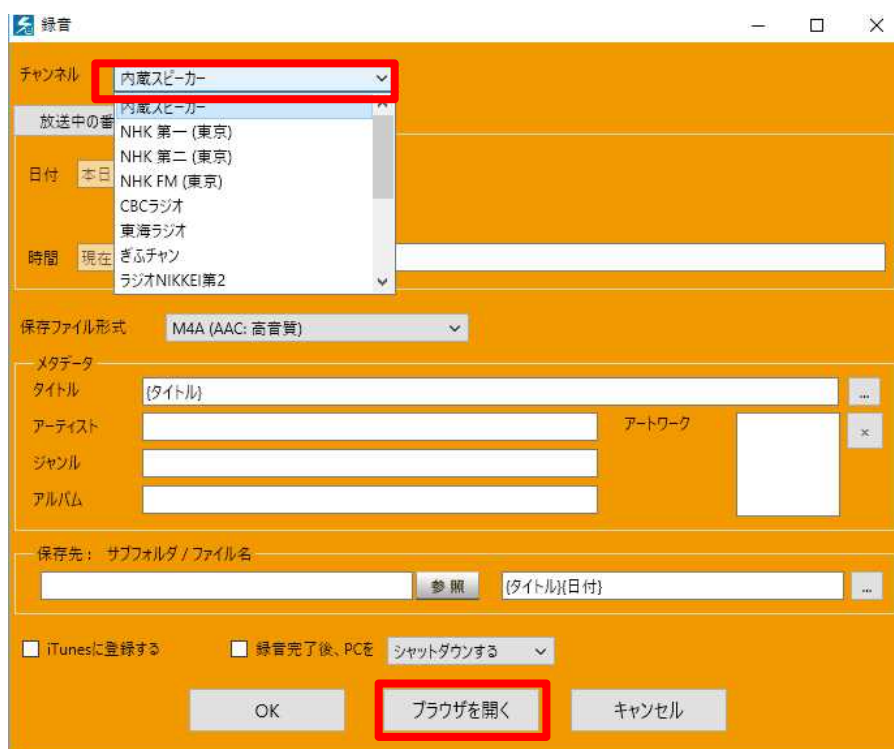 録音
チャンネル 内蔵スピーカー
内蔵スピーカー
放送中の番
NHK 第一 (東京)
NHK 第二 (東京)
日付 本日
NHK FM (東京)
CBCラジオ
東海ラジオ
時間 現在
ぎふチャン
ラジオNIKKEI第2
保存ファイル形式 M4A (AAC: 高音質)
メタデータ
タイトル {タイトル} ...
アーティスト アートワーク ×
ジャンル
アルバム
保存先： サブフォルダ / ファイル名
参照 {タイトル}{日付} ...
iTunesに登録する 録音完了後、PCを シャットダウンする
OK ブラウザを開く キャンセル